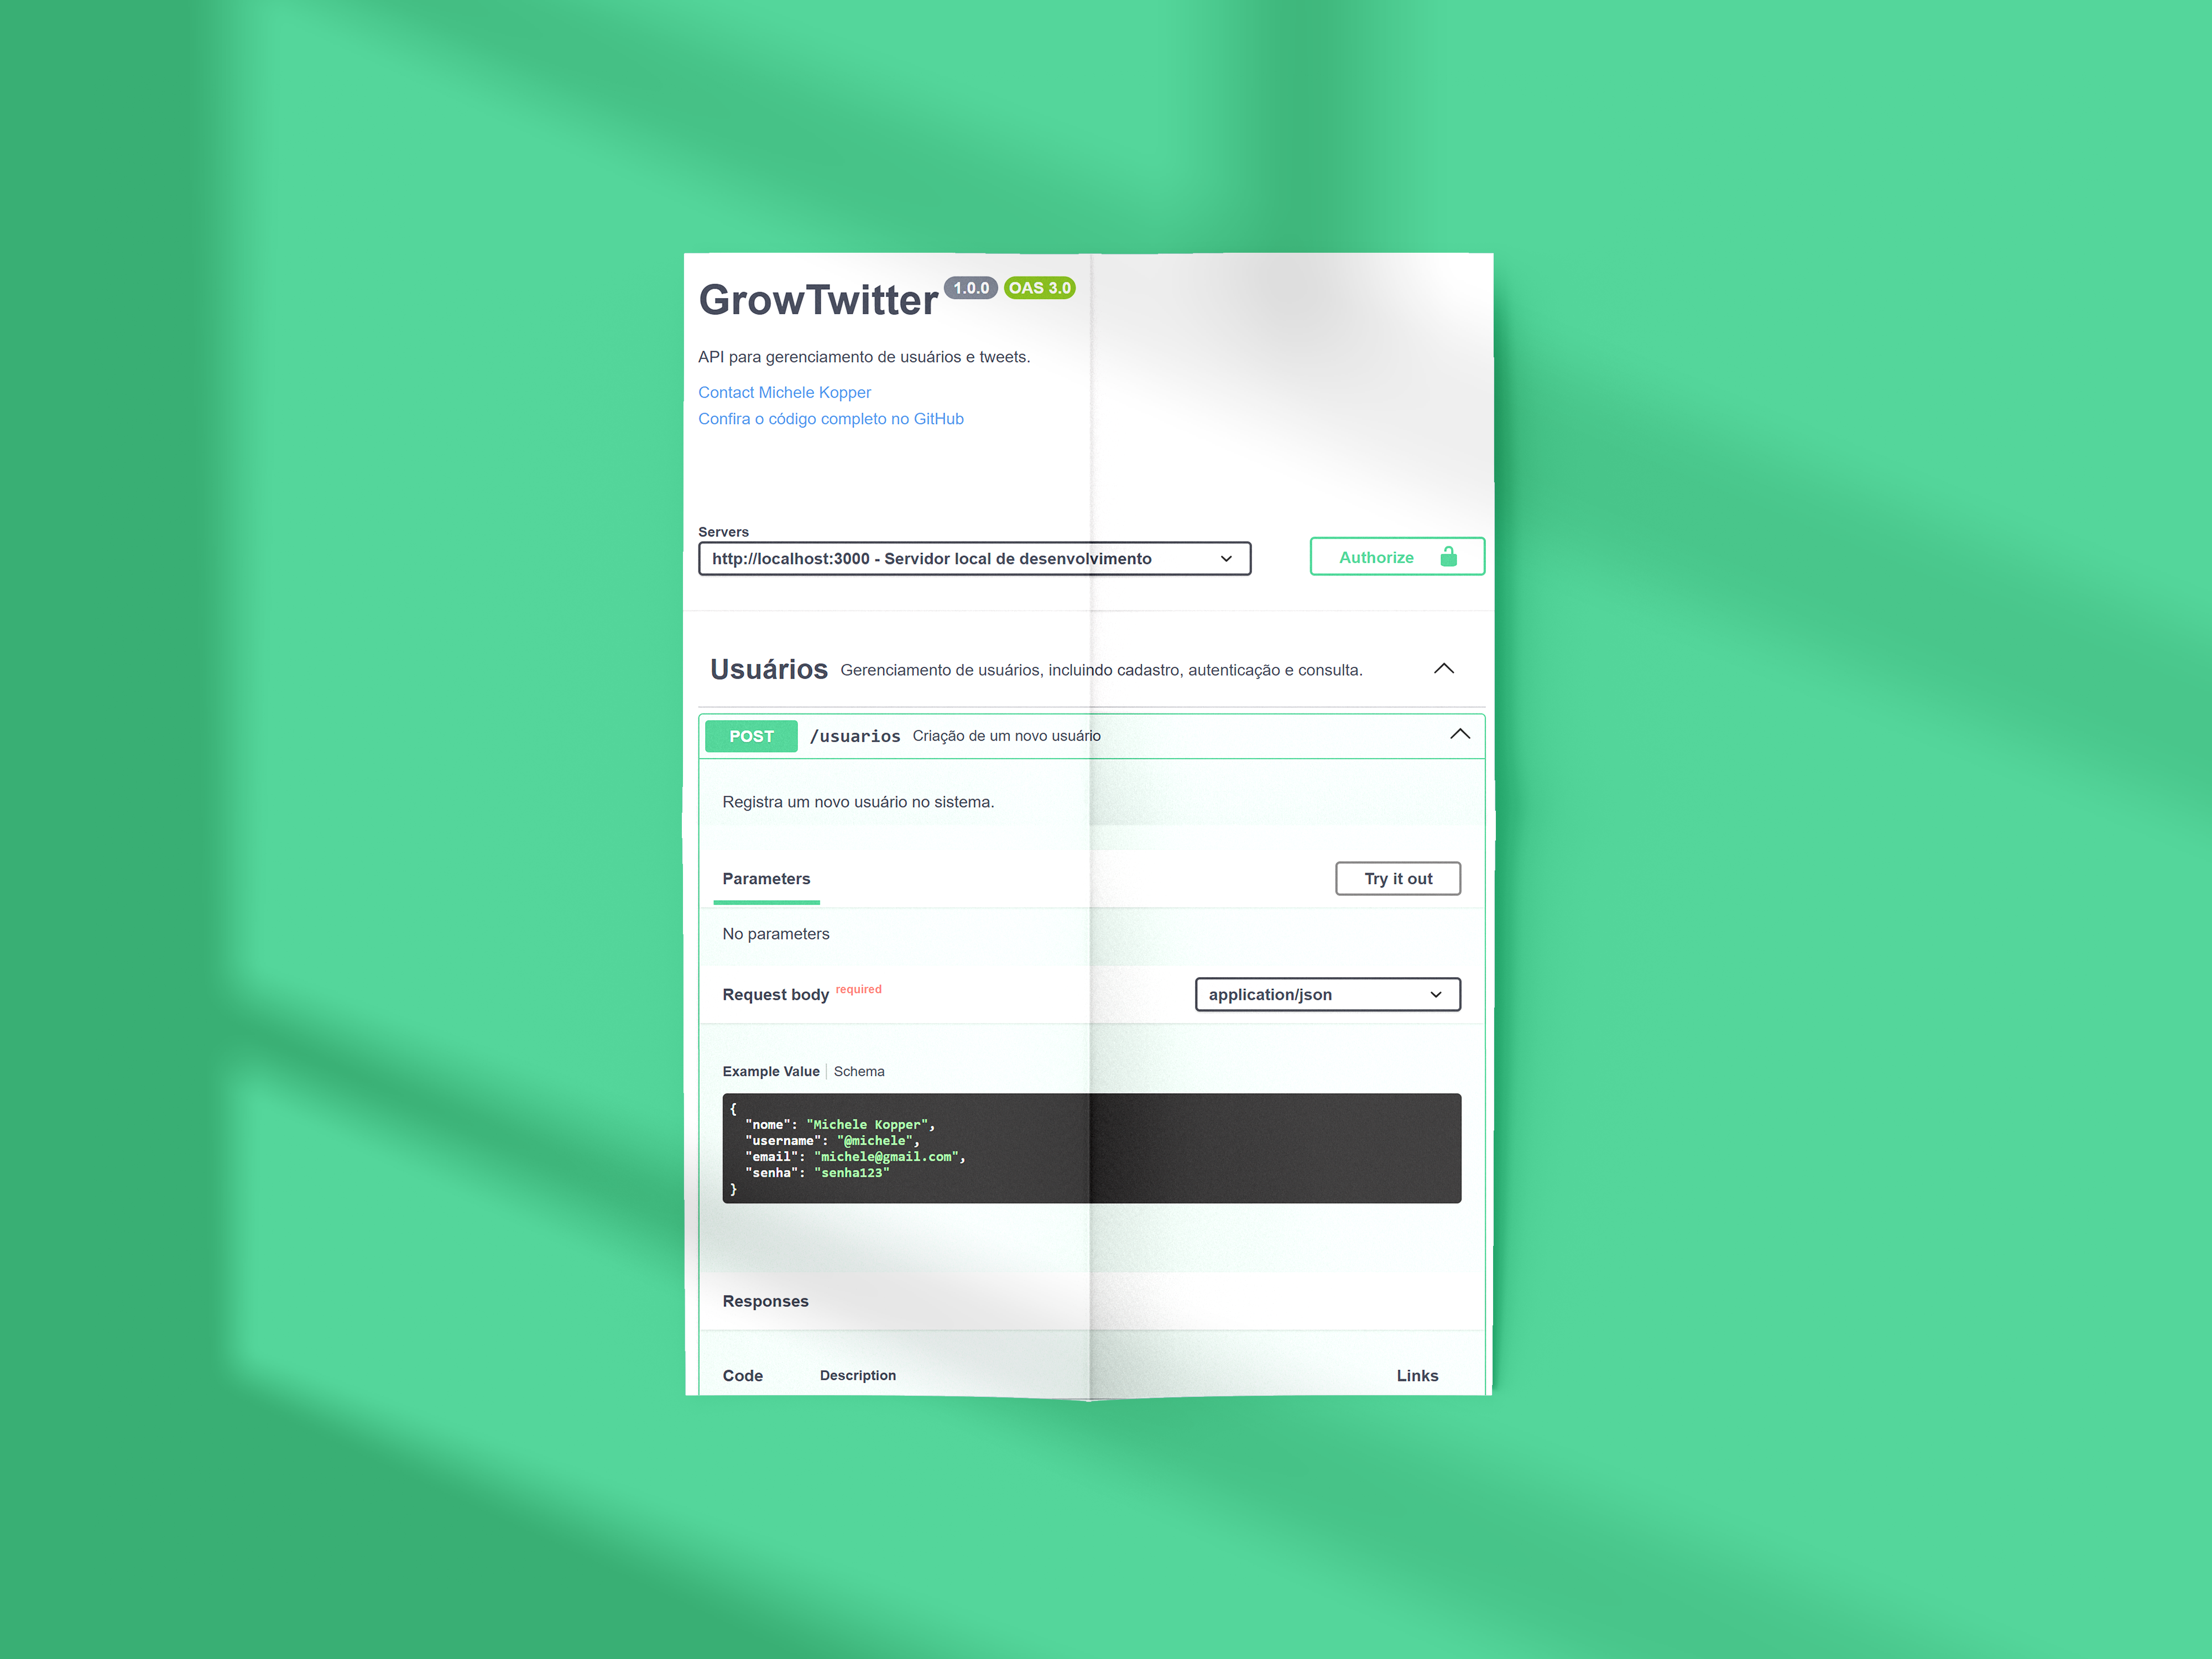 GrowTwitter 1.0.0 OAS 3.0
API para gerenciamento de usuários e tweets.
Contact Michele Kopper
Confira o código completo no GitHub
Servers
http://localhost:3000 - Servidor local de desenvolvimento
Authorize
Usuários Gerenciamento de usuários, incluindo cadastro, autenticação e consulta.
POST /usuarios Criação de um novo usuário
Registra um novo usuário no sistema.
Parameters
Try it out
No parameters
Request body required
application/json
Example Value Schema
{
"nome": "Michele Kopper",
"username": "@michele",
"email": "michele@gmail.com",
"senha": "senha123"
}
Responses
Code Description Links